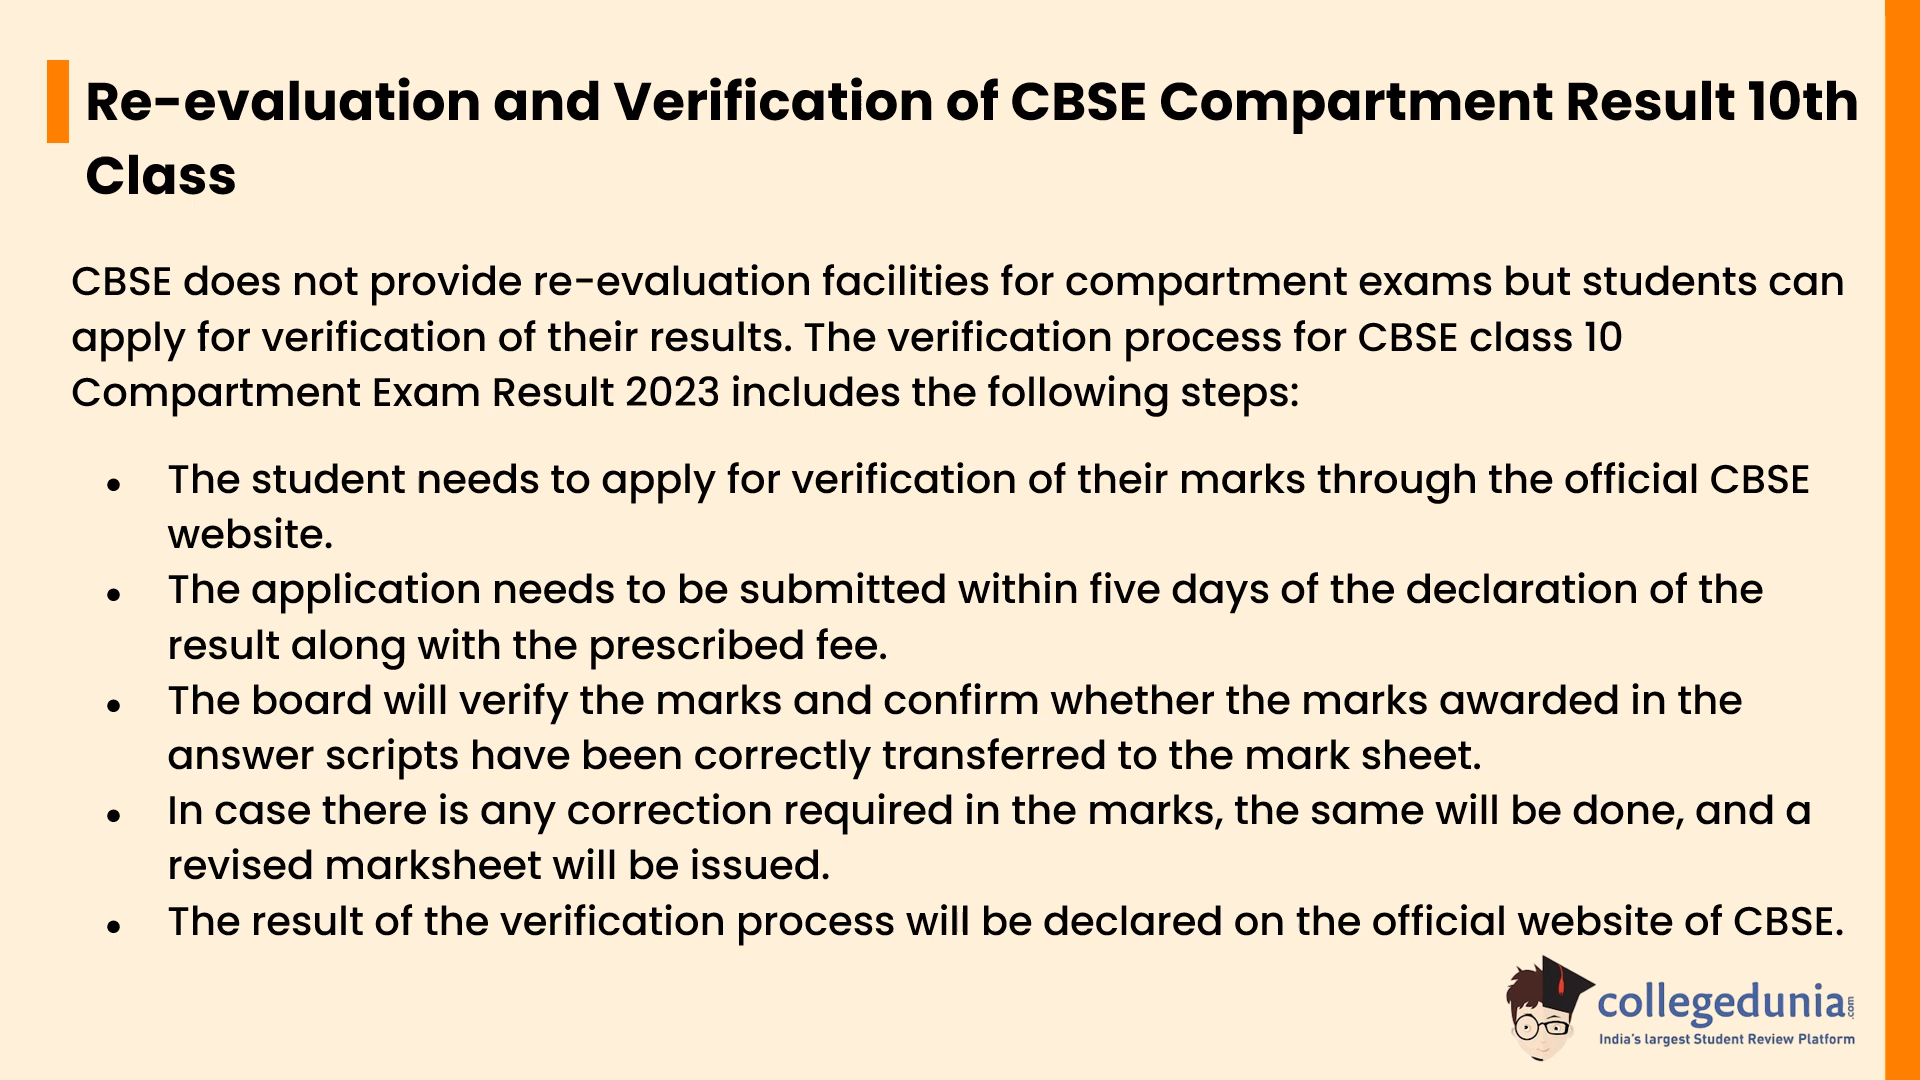 Re-evaluation and Verification of CBSE Compartment Result 10th
Class
CBSE does not provide re-evaluation facilities for compartment exams but students can
apply for verification of their results. The verification process for CBSE class 10
Compartment Exam Result 2023 includes the following steps:
• The student needs to apply for verification of their marks through the official CBSE
website.
• The application needs to be submitted within five days of the declaration of the
result along with the prescribed fee.
• The board will verify the marks and confirm whether the marks awarded in the
answer scripts have been correctly transferred to the mark sheet.
• In case there is any correction required in the marks, the same will be done, and a
revised marksheet will be issued.
• The result of the verification process will be declared on the official website of CBSE.
collegedunia.com
India's largest Student Review Platform